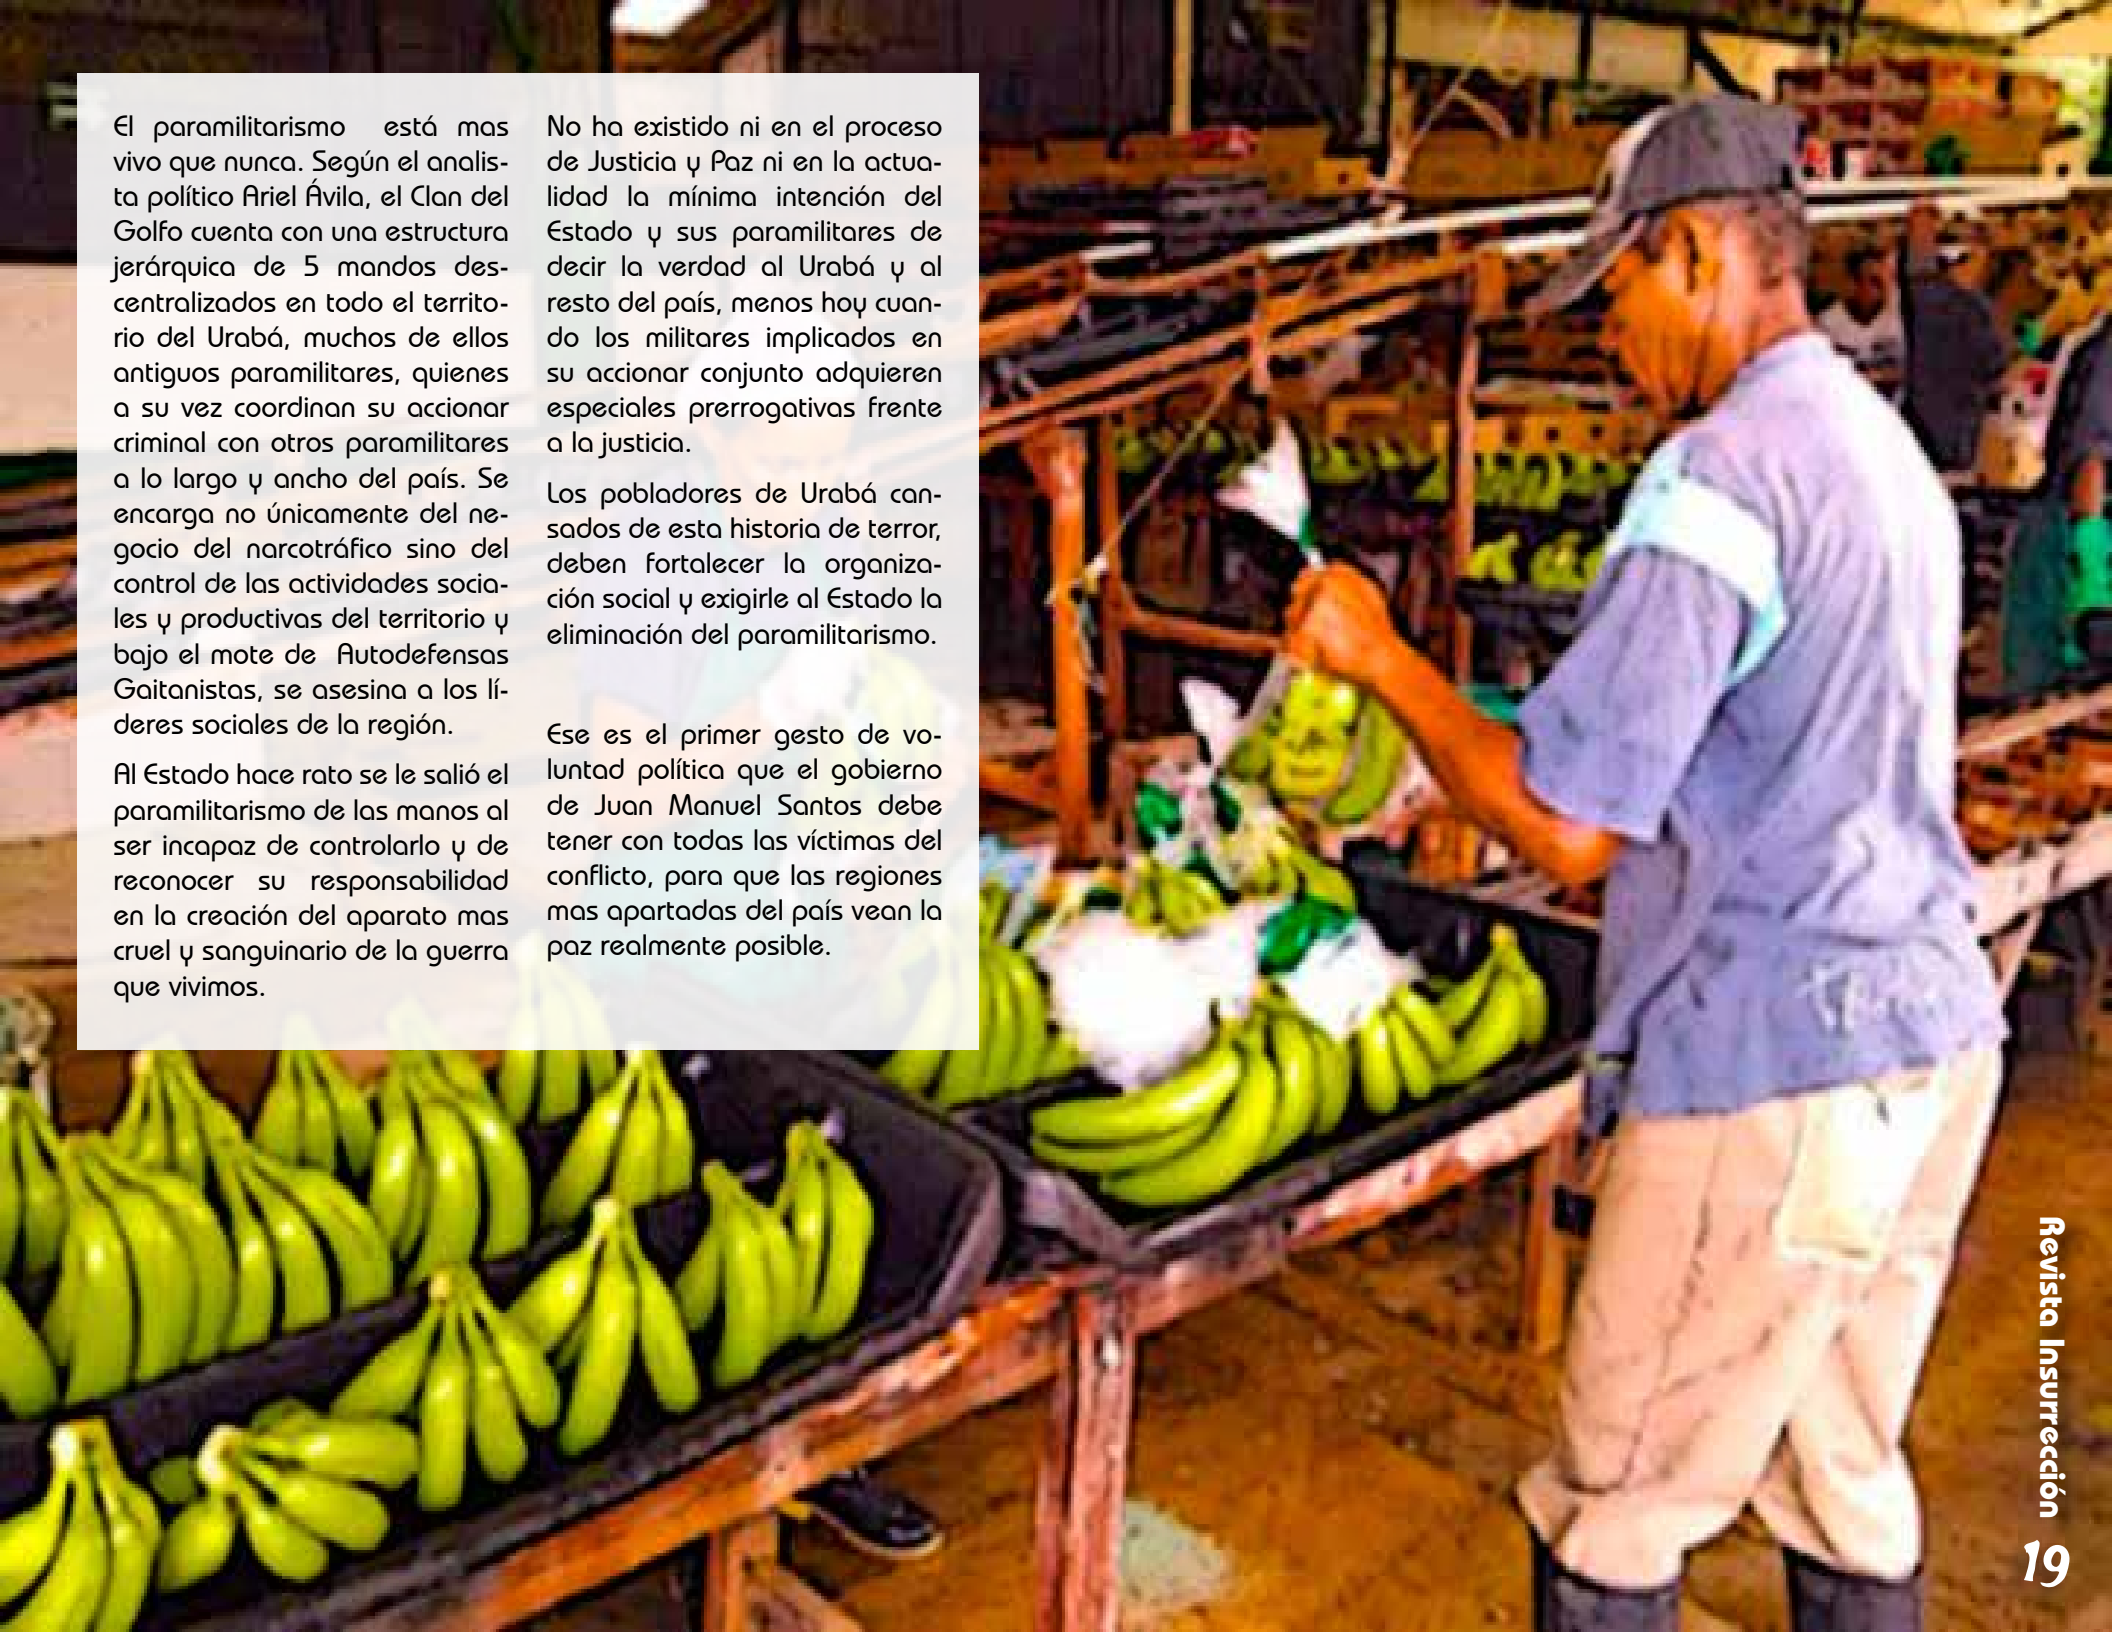 El paramilitarismo está mas
vivo que nunca. Según el analis-
ta político Ariel Ávila, el Clan del
Golfo cuenta con una estructura
jerárquica de 5 mandos des-
centralizados en todo el territo-
rio del Urabá, muchos de ellos
antiguos paramilitares, quienes
a su vez coordinan su accionar
criminal con otros paramilitares
a lo largo y ancho del país. Se
encarga no únicamente del ne-
gocio del narcotráfico sino del
control de las actividades socia-
les y productivas del territorio y
bajo el mote de Autodefensas
Gaitanistas, se asesina a los lí-
deres sociales de la región.
Al Estado hace rato se le salió el
paramilitarismo de las manos al
ser incapaz de controlarlo y de
reconocer su responsabilidad
en la creación del aparato mas
cruel y sanguinario de la guerra
que vivimos.
No ha existido ni en el proceso
de Justicia y Paz ni en la actua-
lidad la mínima intención del
Estado y sus paramilitares de
decir la verdad al Urabá y al
resto del país, menos hoy cuan-
do los militares implicados en
su accionar conjunto adquieren
especiales prerrogativas frente
a la justicia.
Los pobladores de Urabá can-
sados de esta historia de terror,
deben fortalecer la organiza-
ción social y exigirle al Estado la
eliminación del paramilitarismo.
Ese es el primer gesto de vo-
luntad política que el gobierno
de Juan Manuel Santos debe
tener con todas las víctimas del
conflicto, para que las regiones
mas apartadas del país vean la
paz realmente posible.
Revista Insurrección
19